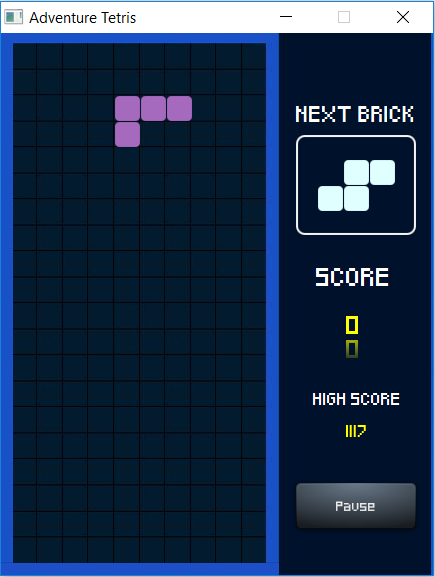 Adventure Tetris
NEXT BRICK
SCORE
0
HIGH SCORE
1117
Pause